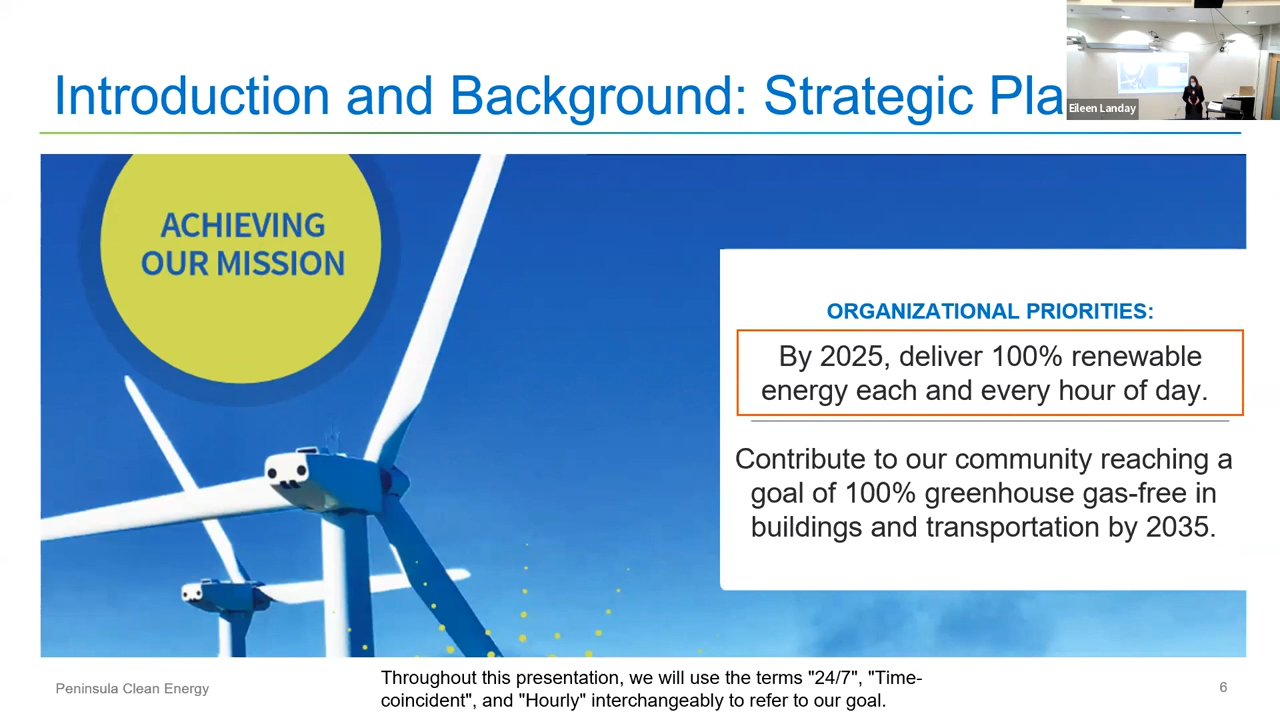 Introduction and Background: Strategic Pla
Eileen Landay
ACHIEVING
OUR MISSION
ORGANIZATIONAL PRIORITIES:
By 2025, deliver 100% renewable
energy each and every hour of day.
Contribute to our community reaching a
goal of 100% greenhouse gas-free in
buildings and transportation by 2035.
Peninsula Clean Energy
Throughout this presentation, we will use the terms "24/7", "Time-
coincident", and "Hourly" interchangeably to refer to our goal.
6